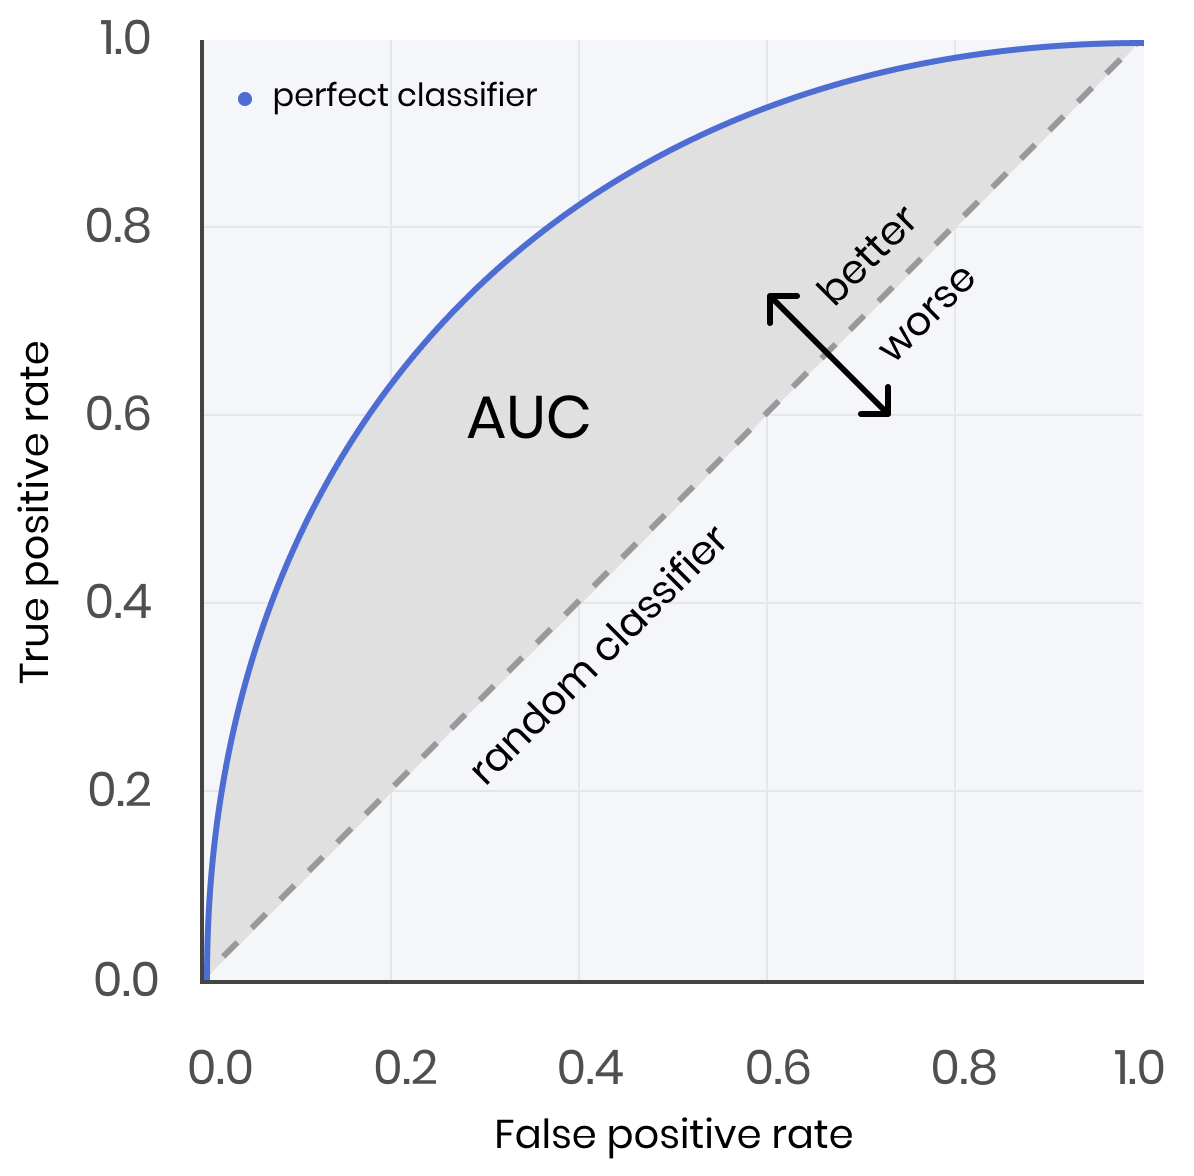 1.0
perfect classifier
0.8
better
worse
0.6
AUC
True positive rate
random classifier
0.4
0.2
0.0
0.0 0.2 0.4 0.6 0.8 1.0
False positive rate